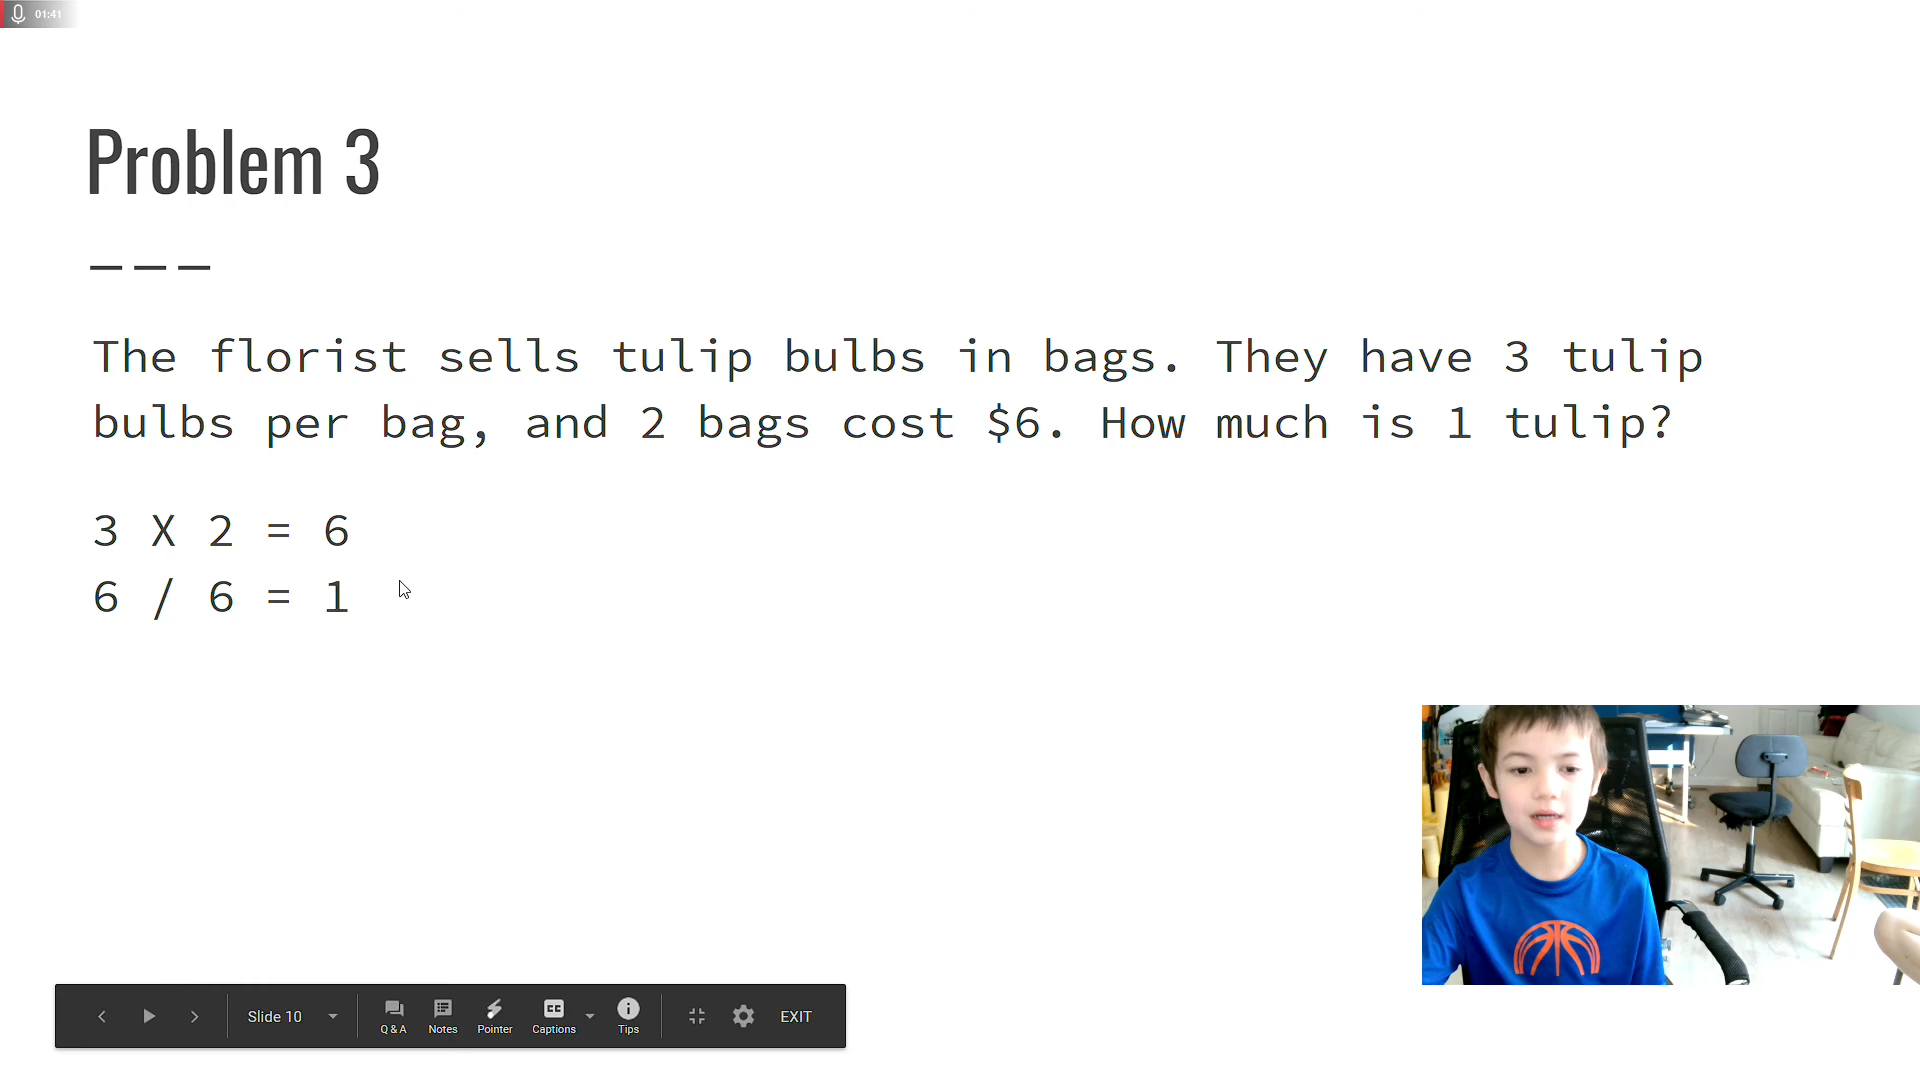 01:41
Problem 3
The florist sells tulip bulbs in bags. They have 3 tulip
bulbs per bag, and 2 bags cost $6. How much is 1 tulip?
3 X 2 = 6
6 / 6 = 1
Slide 10
Q & A
Notes
Pointer
CC
Captions
Tips
EXIT